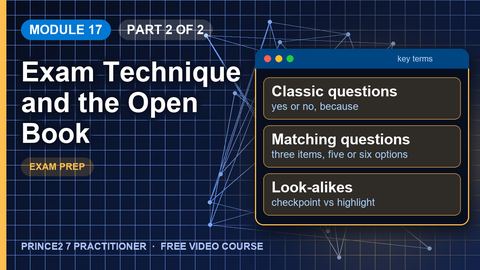 MODULE 17
PART 2 OF 2
Exam Technique
and the Open
Book
EXAM PREP
key terms
Classic questions
yes or no, because
Matching questions
three items, five or six options
Look-alikes
checkpoint vs highlight
PRINCE2 7 PRACTITIONER · FREE VIDEO COURSE